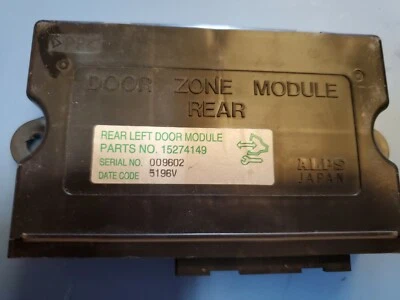 DOOR ZONE MODULE
REAR
REAR LEFT DOOR MODULE
PARTS NO. 15274149
SERIAL NO. 009602
DATE CODE 5196V
ALPS
JAPAN